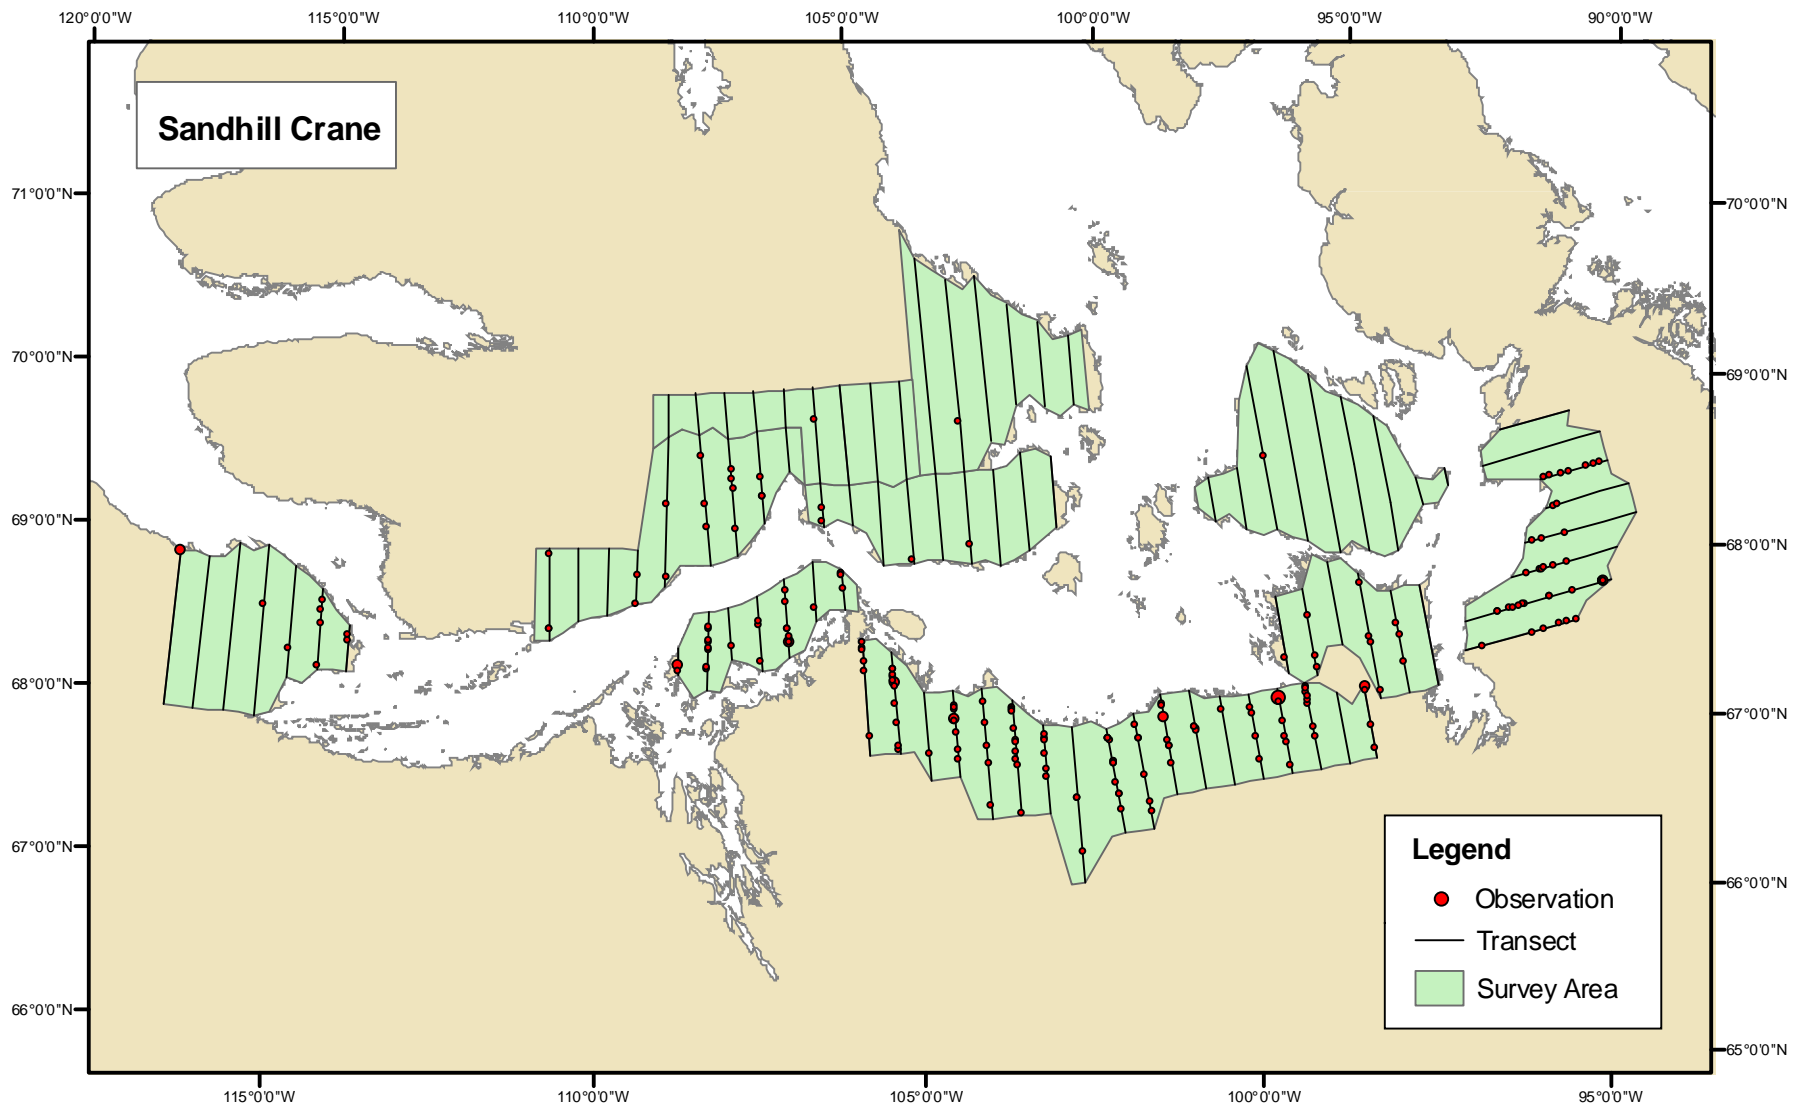 120°0'0"W 115°0'0"W 110°0'0"W 105°0'0"W 100°0'0"W 95°0'0"W 90°0'0"W
Sandhill Crane
71°0'0"N
70°0'0"N
70°0'0"N
69°0'0"N
69°0'0"N
68°0'0"N
68°0'0"N
67°0'0"N
67°0'0"N
66°0'0"N
66°0'0"N
65°0'0"N
Legend
Observation
Transect
Survey Area
115°0'0"W 110°0'0"W 105°0'0"W 100°0'0"W 95°0'0"W